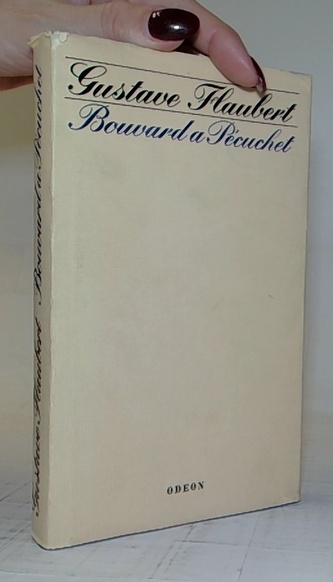 Gustave Flaubert
Bouvard a Pécuchet
ODEON
Gustave Flaubert Bouvard a Pécuchet